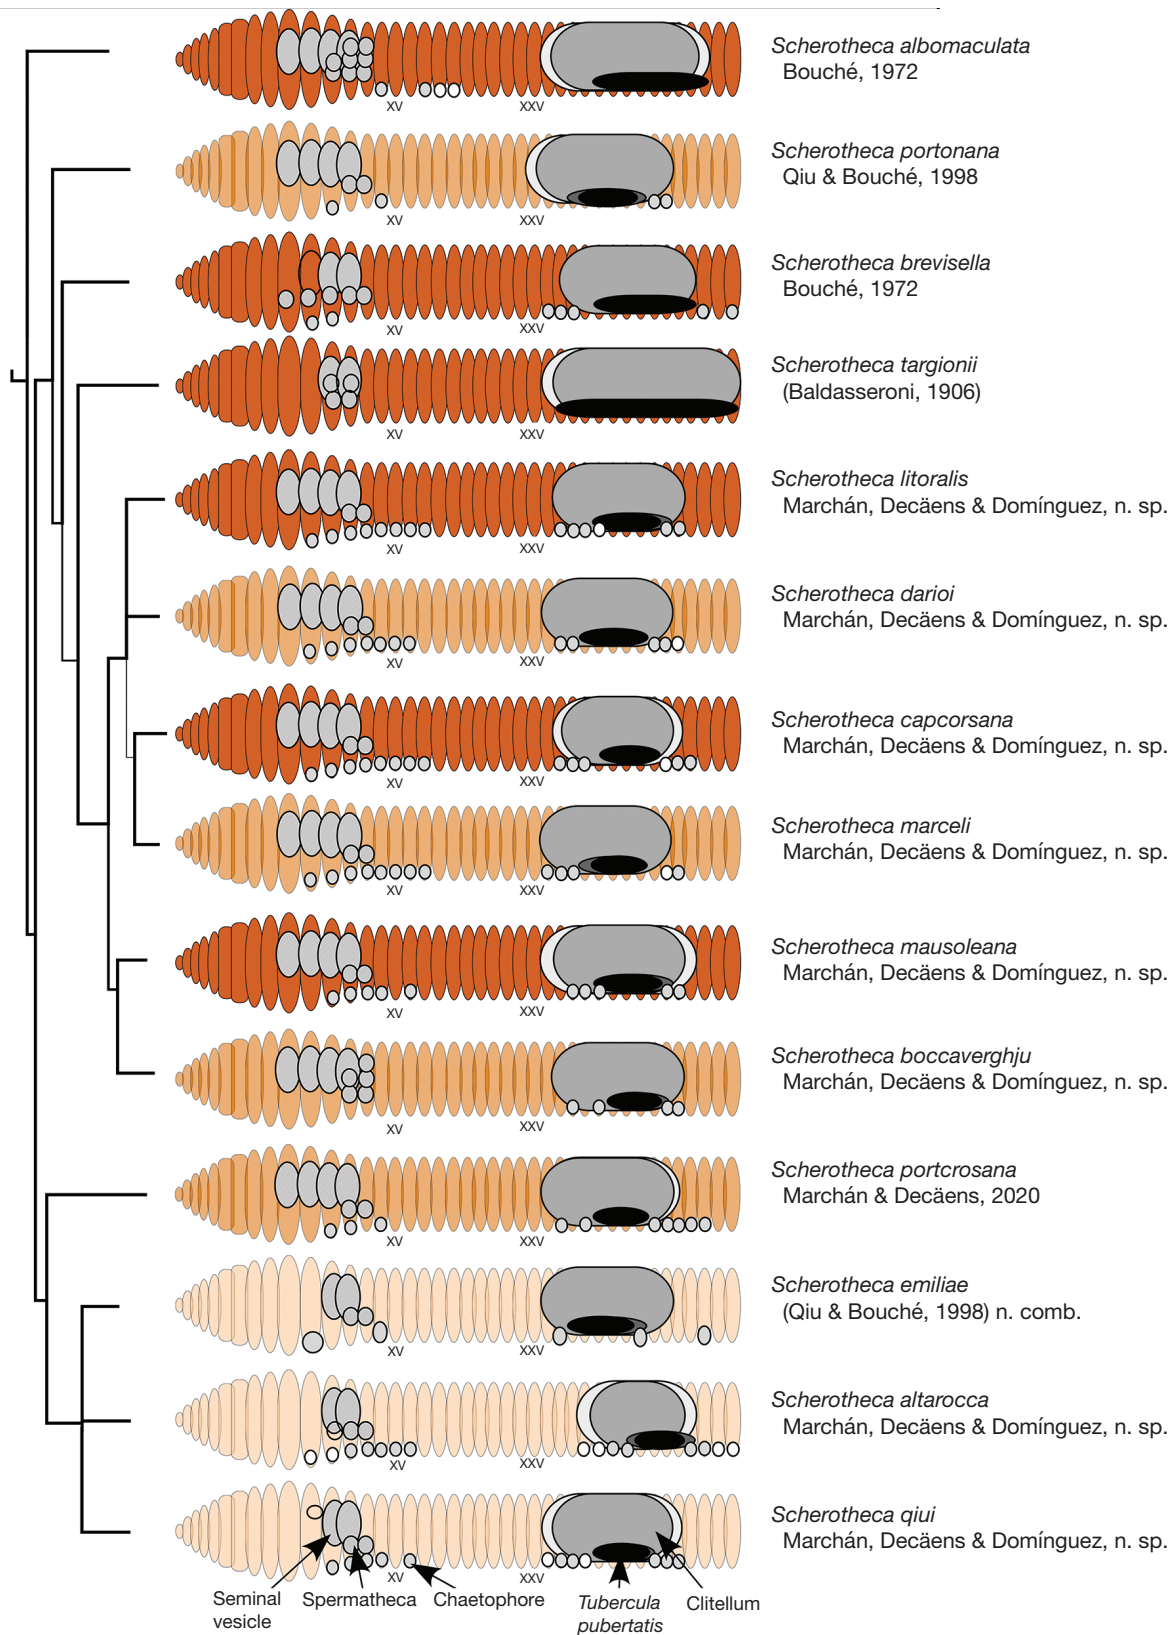 Scherotheca albomaculata
Bouché, 1972
XV XXV
Scherotheca portonana
Qiu & Bouché, 1998
XV XXV
Scherotheca brevisella
Bouché, 1972
XV XXV
Scherotheca targionii
(Baldasseroni, 1906)
XV XXV
Scherotheca litoralis
Marchán, Decäens & Domínguez, n. sp.
XV XXV
Scherotheca darioi
Marchán, Decäens & Domínguez, n. sp.
XV XXV
Scherotheca capcorsana
Marchán, Decäens & Domínguez, n. sp.
XV XXV
Scherotheca marceli
Marchán, Decäens & Domínguez, n. sp.
XV XXV
Scherotheca mausoleana
Marchán, Decäens & Domínguez, n. sp.
XV XXV
Scherotheca boccaverghju
Marchán, Decäens & Domínguez, n. sp.
XV XXV
Scherotheca portcrosana
Marchán & Decäens, 2020
XV XXV
Scherotheca emiliae
(Qiu & Bouché, 1998) n. comb.
XV XXV
Scherotheca altarocca
Marchán, Decäens & Domínguez, n. sp.
XV XXV
Scherotheca qiui
Marchán, Decäens & Domínguez, n. sp.
XV XXV
Seminal
vesicle
Spermatheca
Chaetophore
Tubercula
pubertatis
Clitellum